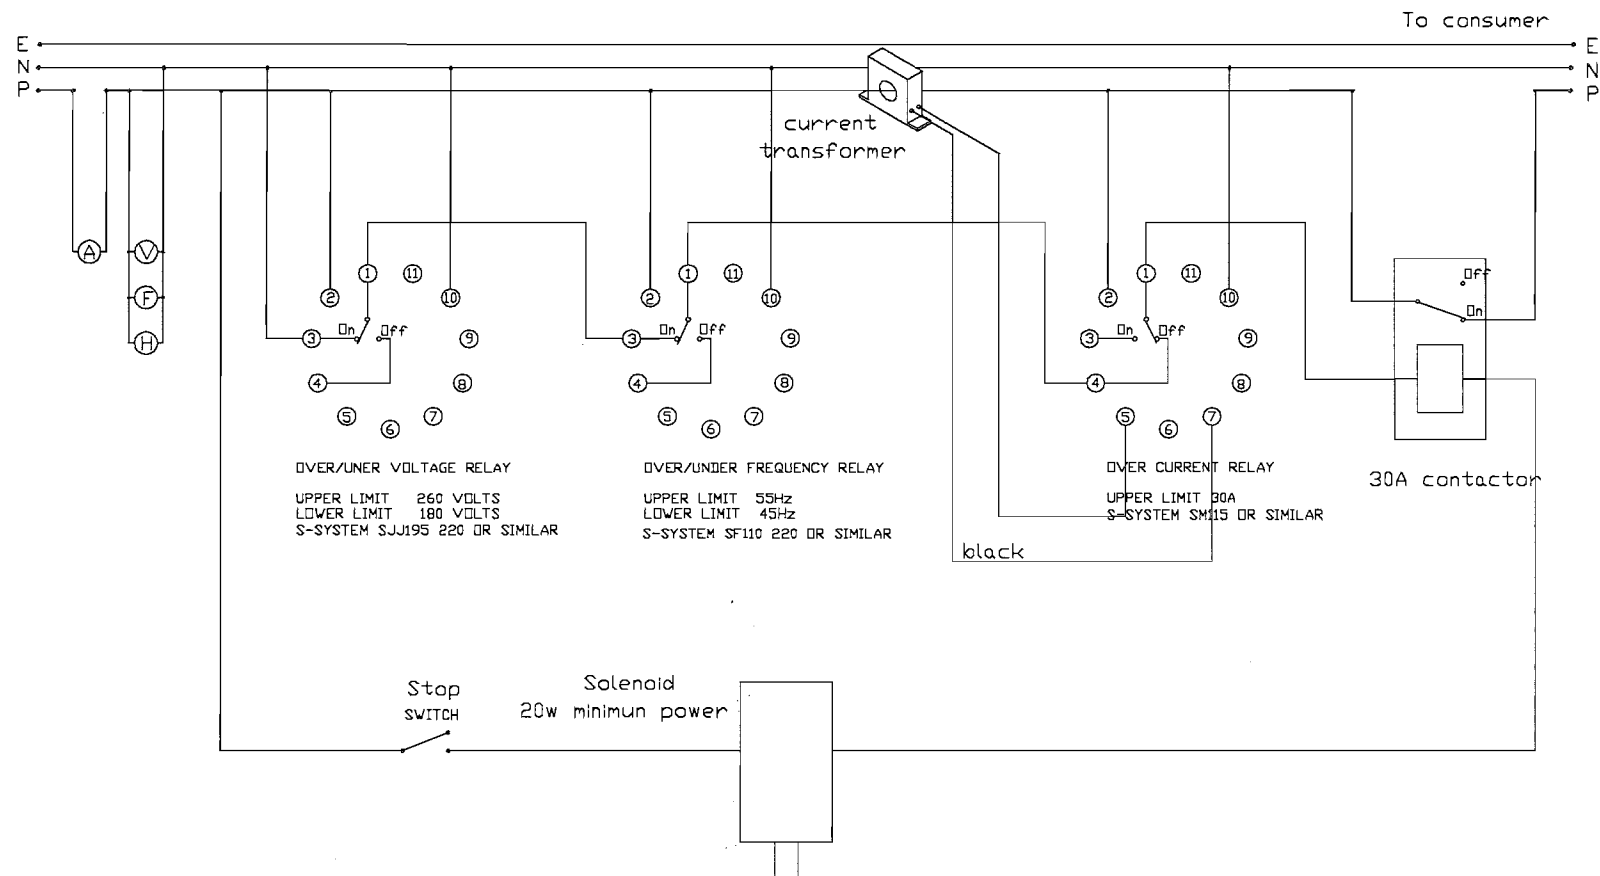 To consumer
E E
N N
P P
current
transformer
A V
F
H
1 11
2 10
On Off
3 9
4 8
5 7
6
1 11
2 10
On Off
3 9
4 8
5 7
6
1 11
2 10
On Off
3 9
4 8
5 7
6
Off
On
OVER/UNER VOLTAGE RELAY
UPPER LIMIT 260 VOLTS
LOWER LIMIT 180 VOLTS
S-SYSTEM SJJ195 220 OR SIMILAR
OVER/UNDER FREQUENCY RELAY
UPPER LIMIT 55Hz
LOWER LIMIT 45Hz
S-SYSTEM SF110 220 OR SIMILAR
OVER CURRENT RELAY
UPPER LIMIT 30A
S-SYSTEM SM115 OR SIMILAR
30A contactor
black
Stop
SWITCH
Solenoid
20w minimun power